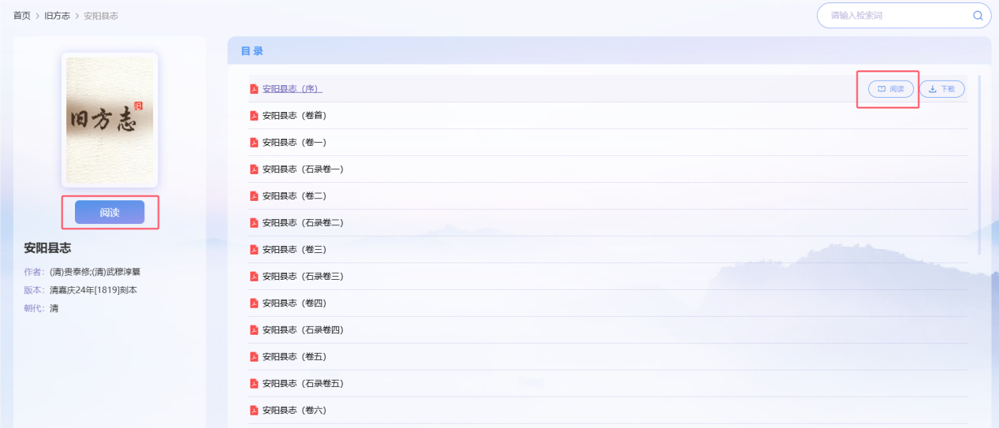 首页 > 旧方志 > 安阳县志
请输入检索词
旧方志
旧
阅读
安阳县志
作者：(清)贵泰修;(清)武穆淳纂
版本：清嘉庆24年[1819]刻本
朝代：清
目录
安阳县志（序） 阅读 下载
安阳县志（卷首）
安阳县志（卷一）
安阳县志（石录卷一）
安阳县志（卷二）
安阳县志（石录卷二）
安阳县志（卷三）
安阳县志（石录卷三）
安阳县志（卷四）
安阳县志（石录卷四）
安阳县志（卷五）
安阳县志（石录卷五）
安阳县志（卷六）